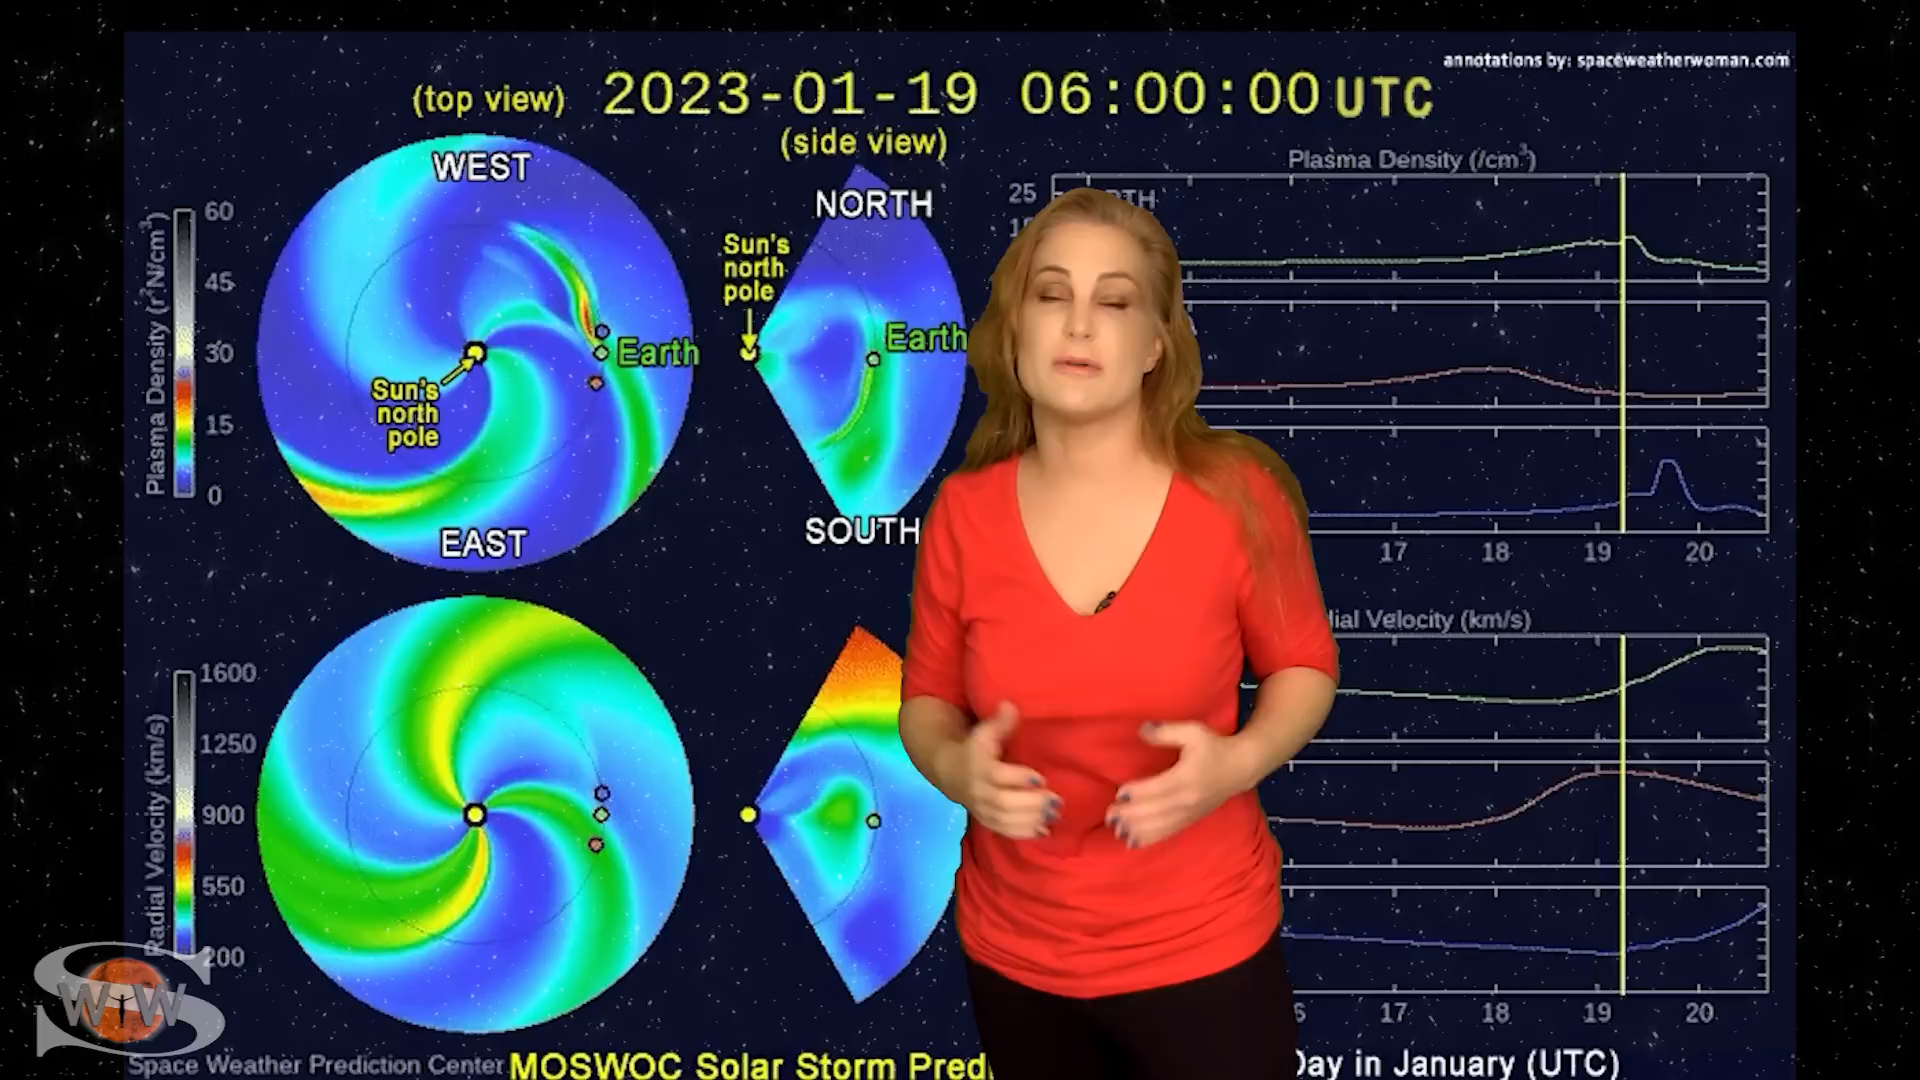 annotations by: spaceweatherwoman.com
(top view) 2023-01-19 06:00:00 UTC
(side view)
Plasma Density (/cm³)
WEST
NORTH
25
Plasma Density (r²N/cm³)
60
45
30
15
0
Sun's
north
pole
Earth
Sun's
north
pole
Earth
EAST
SOUTH
17 18 19 20
Velocity (km/s)
Radial Velocity (km/s)
1600
1250
900
550
200
17 18 19 20
SWW
Space Weather Prediction Center MOSWOC Solar Storm
Day in January (UTC)